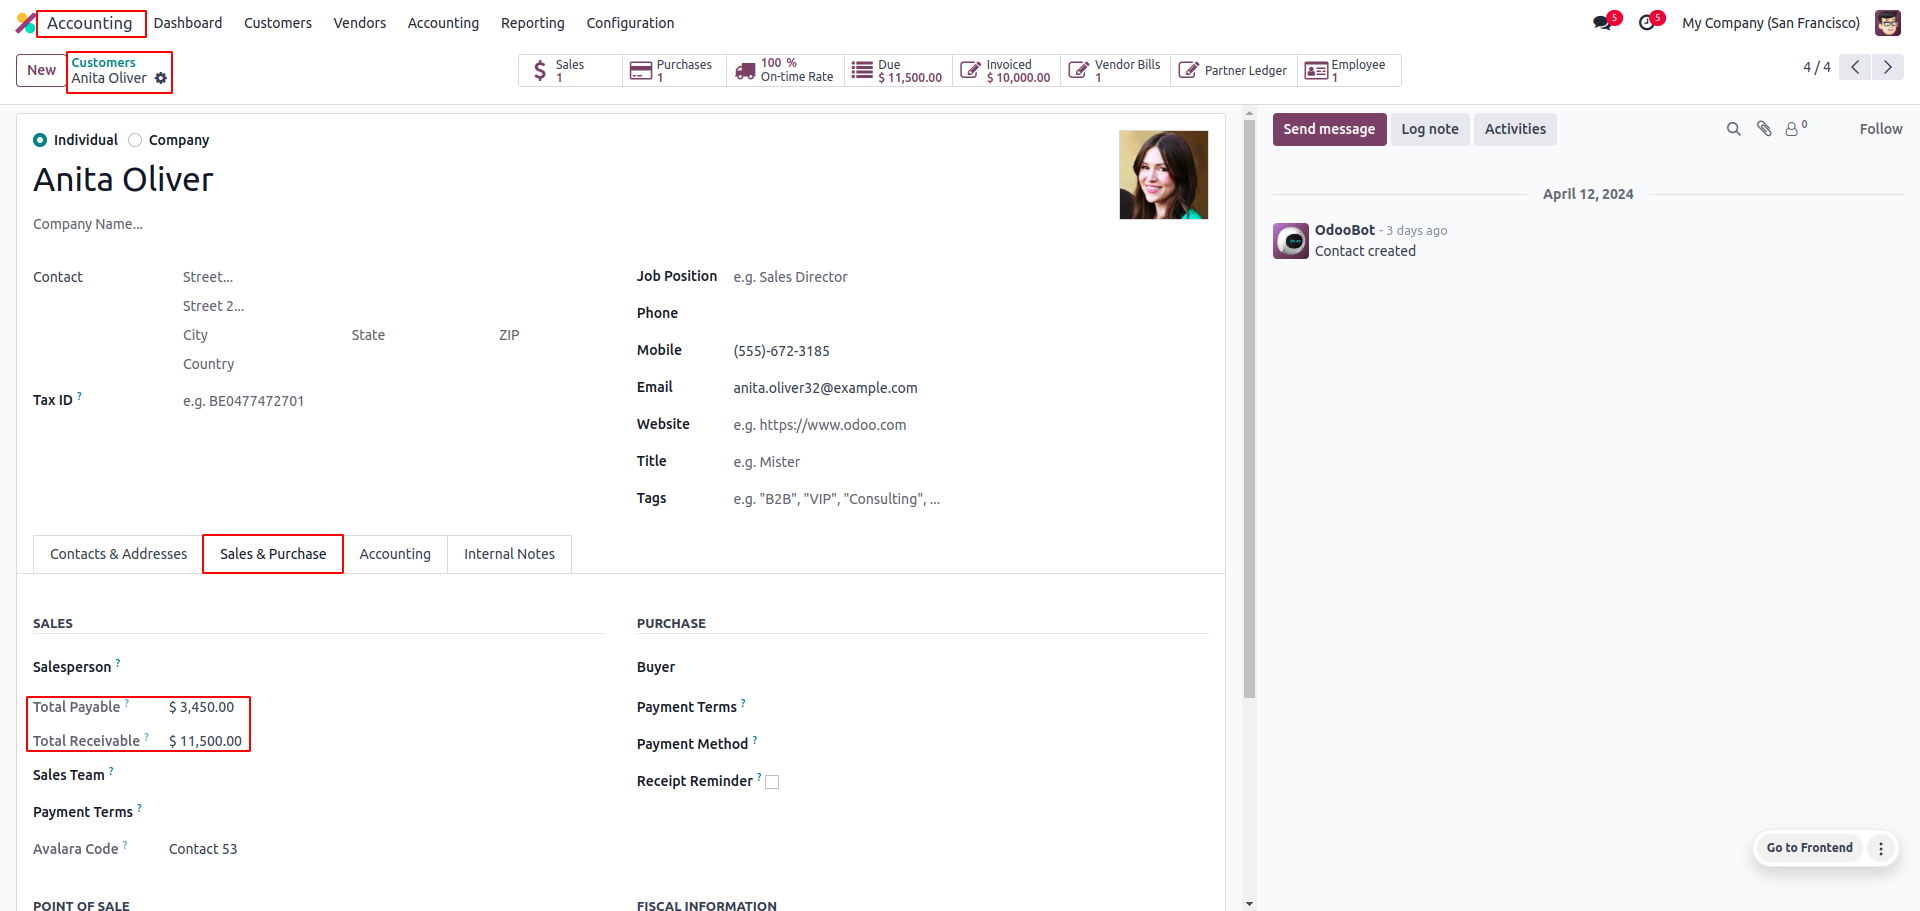 Accounting Dashboard Customers Vendors Accounting Reporting Configuration 5 5 My Company (San Francisco)
New Customers
Anita Oliver
Sales
1
Purchases
1
100 %
On-time Rate
Due
$ 11,500.00
Invoiced
$ 10,000.00
Vendor Bills
1
Partner Ledger
Employee
1
4 / 4
Individual Company
Anita Oliver
Company Name...
Contact Street...
Street 2...
City State ZIP
Country
Tax ID ? e.g. BE0477472701
Job Position e.g. Sales Director
Phone
Mobile (555)-672-3185
Email anita.oliver32@example.com
Website e.g. https://www.odoo.com
Title e.g. Mister
Tags e.g. "B2B", "VIP", "Consulting", ...
Contacts & Addresses Sales & Purchase Accounting Internal Notes
SALES
Salesperson ?
Total Payable ? $ 3,450.00
Total Receivable ? $ 11,500.00
Sales Team ?
Payment Terms ?
Avalara Code ? Contact 53
POINT OF SALE
PURCHASE
Buyer
Payment Terms ?
Payment Method ?
Receipt Reminder ?
FISCAL INFORMATION
Send message Log note Activities 0 Follow
April 12, 2024
OdooBot - 3 days ago
Contact created
Go to Frontend